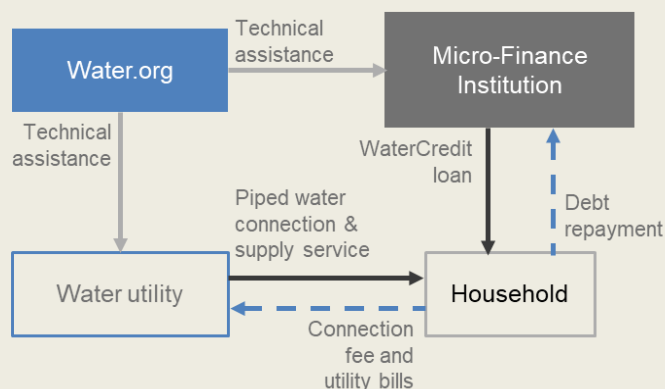 Technical
assistance
Water.org
Micro-Finance
Institution
Technical
assistance
WaterCredit
loan
Piped water
connection &
supply service
Debt
repayment
Water utility
Household
Connection
fee and
utility bills